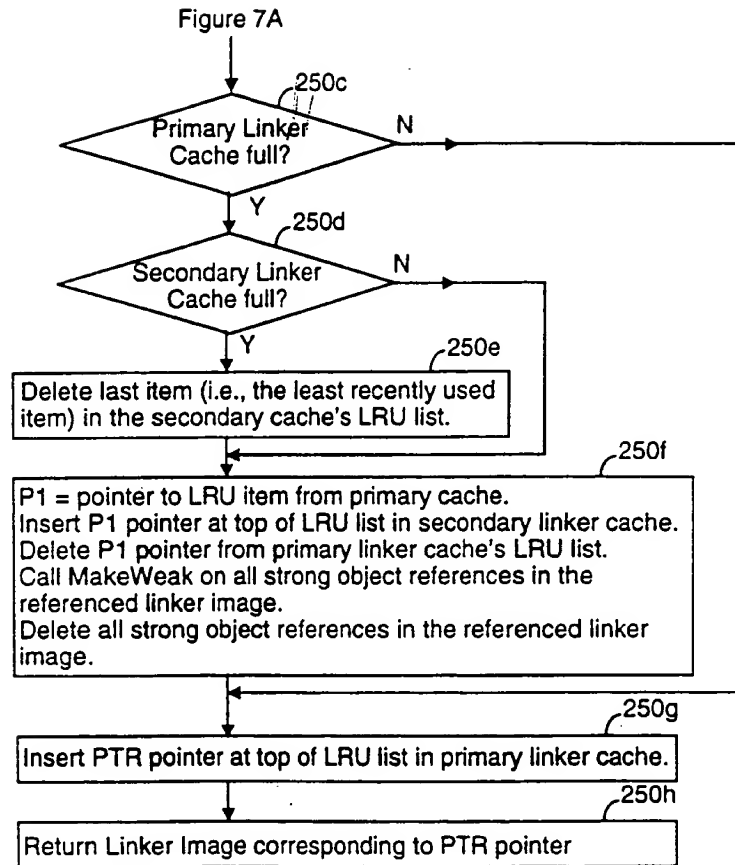 Figure 7A
250c
Primary Linker
Cache full?
N
Y
250d
Secondary Linker
Cache full?
N
Y
250e
Delete last item (i.e., the least recently used
item) in the secondary cache's LRU list.
250f
P1 = pointer to LRU item from primary cache.
Insert P1 pointer at top of LRU list in secondary linker cache.
Delete P1 pointer from primary linker cache's LRU list.
Call MakeWeak on all strong object references in the
referenced linker image.
Delete all strong object references in the referenced linker
image.
250g
Insert PTR pointer at top of LRU list in primary linker cache.
250h
Return Linker Image corresponding to PTR pointer